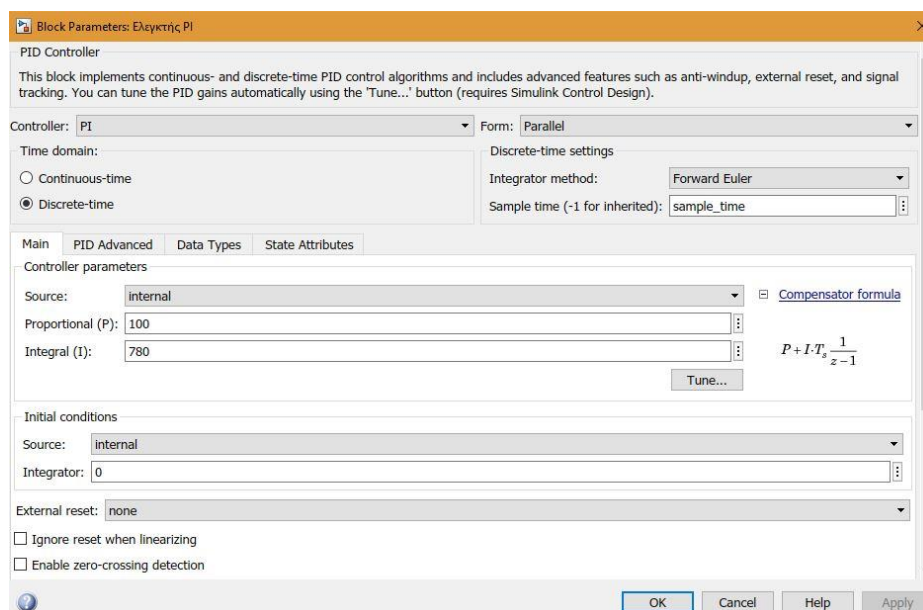 Block Parameters: Ελεγκτής PI
PID Controller
This block implements continuous- and discrete-time PID control algorithms and includes advanced features such as anti-windup, external reset, and signal
tracking. You can tune the PID gains automatically using the 'Tune...' button (requires Simulink Control Design).
Controller: PI Form: Parallel
Time domain:
Continuous-time
Discrete-time
Discrete-time settings
Integrator method: Forward Euler
Sample time (-1 for inherited): sample_time
Main PID Advanced Data Types State Attributes
Controller parameters
Source: internal
Proportional (P): 100
Integral (I): 780
Tune...
Compensator formula
P + I·T_s 1/(z − 1)
Initial conditions
Source: internal
Integrator: 0
External reset: none
Ignore reset when linearizing
Enable zero-crossing detection
OK Cancel Help Apply